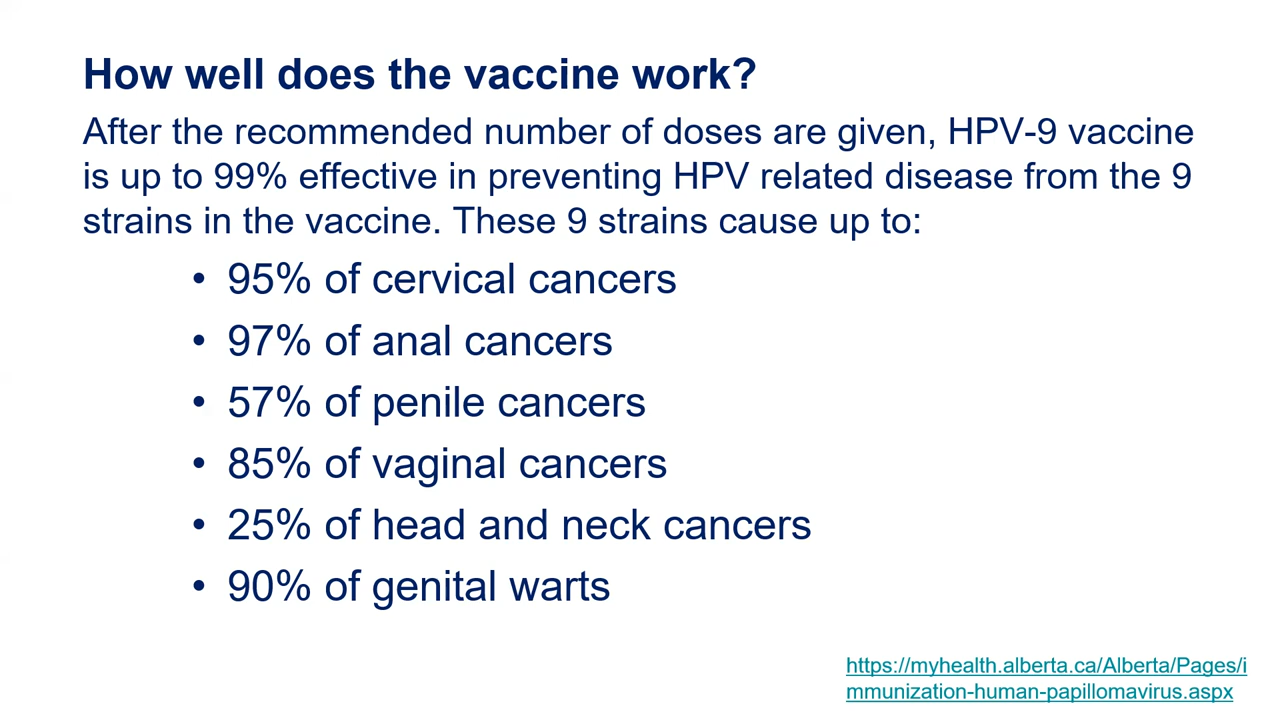 How well does the vaccine work?
After the recommended number of doses are given, HPV-9 vaccine
is up to 99% effective in preventing HPV related disease from the 9
strains in the vaccine. These 9 strains cause up to:
• 95% of cervical cancers
• 97% of anal cancers
• 57% of penile cancers
• 85% of vaginal cancers
• 25% of head and neck cancers
• 90% of genital warts
https://myhealth.alberta.ca/Alberta/Pages/i
mmunization-human-papillomavirus.aspx